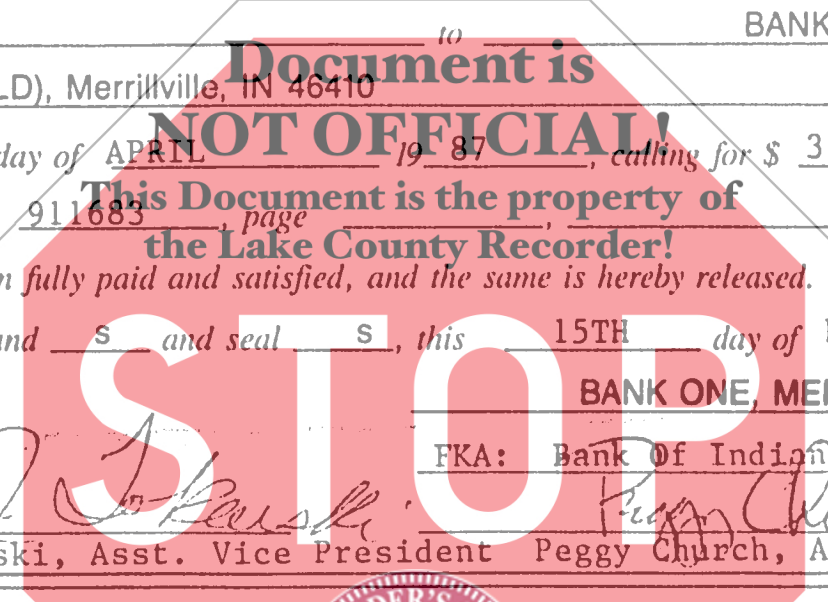 to BANK
Document is
LD), Merrillville, IN 46410
NOT OFFICIAL!
day of APRIL 19 87, calling for $ 3
This Document is the property of
911683, page ,
the Lake County Recorder!
n fully paid and satisfied, and the same is hereby released.
and S and seal S, this 15TH day of
STOP
BANK ONE, MER
FKA: Bank Of Indian
ski, Asst. Vice President Peggy Church, A
DER'S